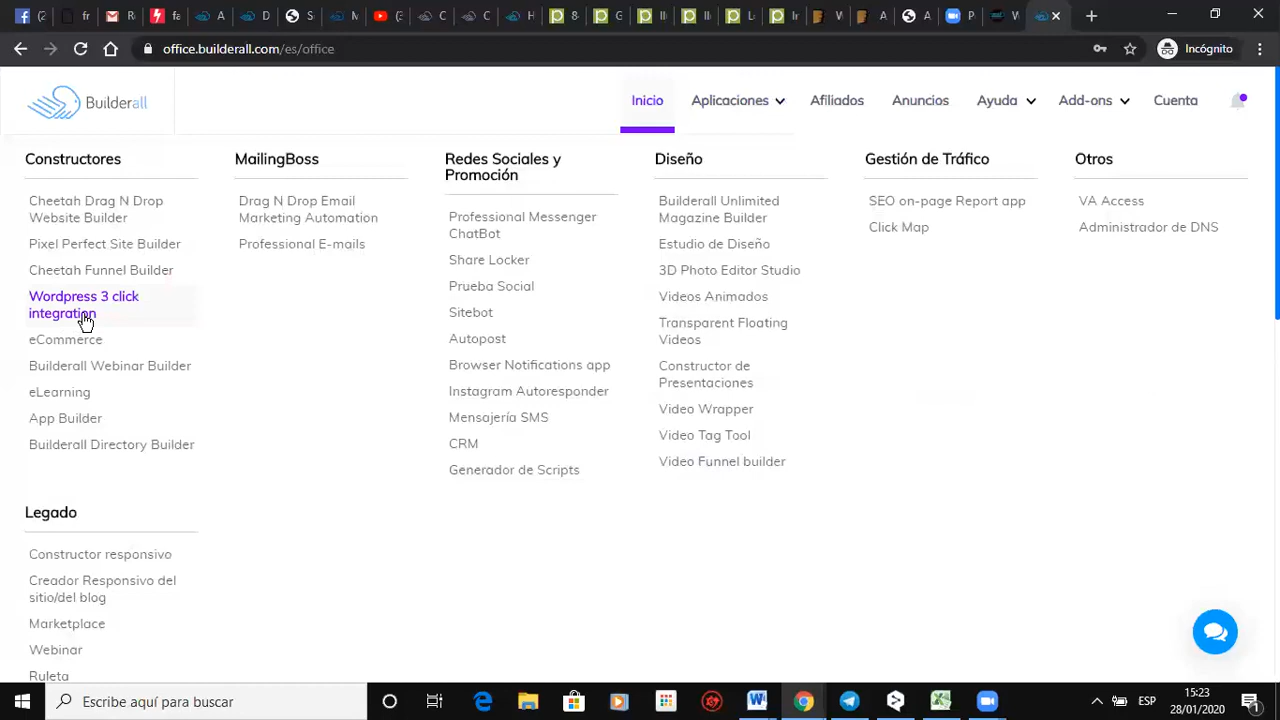 office.builderall.com/es/office
Incógnito
Builderall
Inicio
Aplicaciones
Afiliados
Anuncios
Ayuda
Add-ons
Cuenta
Constructores
Cheetah Drag N Drop
Website Builder
Pixel Perfect Site Builder
Cheetah Funnel Builder
Wordpress 3 click
integration
eCommerce
Builderall Webinar Builder
eLearning
App Builder
Builderall Directory Builder
Legado
Constructor responsivo
Creador Responsivo del
sitio/del blog
Marketplace
Webinar
Ruleta
MailingBoss
Drag N Drop Email
Marketing Automation
Professional E-mails
Redes Sociales y
Promoción
Professional Messenger
ChatBot
Share Locker
Prueba Social
Sitebot
Autopost
Browser Notifications app
Instagram Autoresponder
Mensajería SMS
CRM
Generador de Scripts
Diseño
Builderall Unlimited
Magazine Builder
Estudio de Diseño
3D Photo Editor Studio
Videos Animados
Transparent Floating
Videos
Constructor de
Presentaciones
Video Wrapper
Video Tag Tool
Video Funnel builder
Gestión de Tráfico
SEO on-page Report app
Click Map
Otros
VA Access
Administrador de DNS
Escribe aquí para buscar
ESP
15:23
28/01/2020